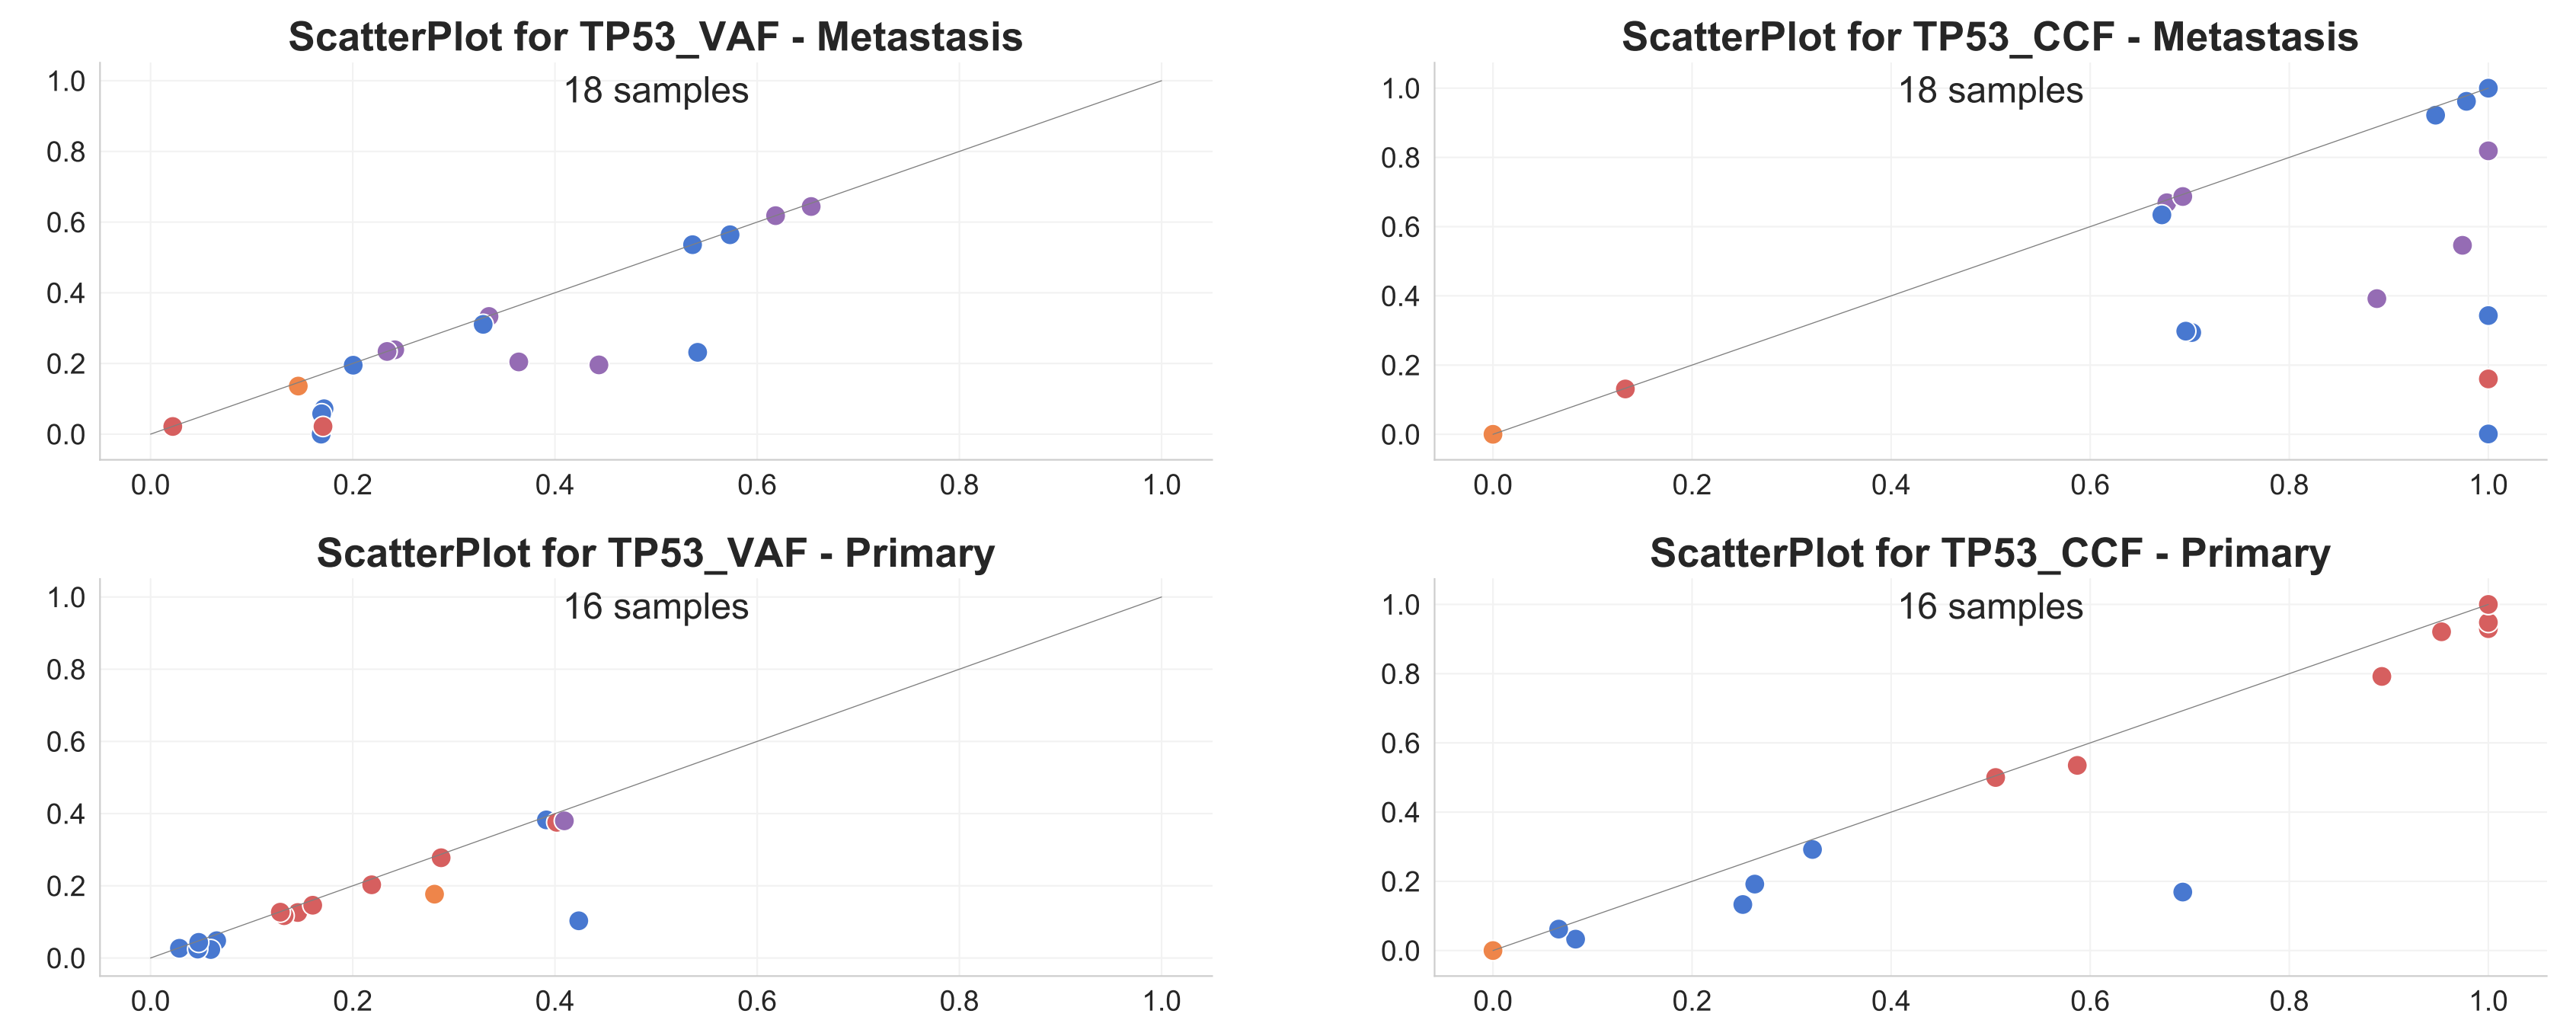 ScatterPlot for TP53_VAF - Metastasis
18 samples
1.0
0.8
0.6
0.4
0.2
0.0
0.0 0.2 0.4 0.6 0.8 1.0
ScatterPlot for TP53_CCF - Metastasis
18 samples
1.0
0.8
0.6
0.4
0.2
0.0
0.0 0.2 0.4 0.6 0.8 1.0
ScatterPlot for TP53_VAF - Primary
16 samples
1.0
0.8
0.6
0.4
0.2
0.0
0.0 0.2 0.4 0.6 0.8 1.0
ScatterPlot for TP53_CCF - Primary
16 samples
1.0
0.8
0.6
0.4
0.2
0.0
0.0 0.2 0.4 0.6 0.8 1.0